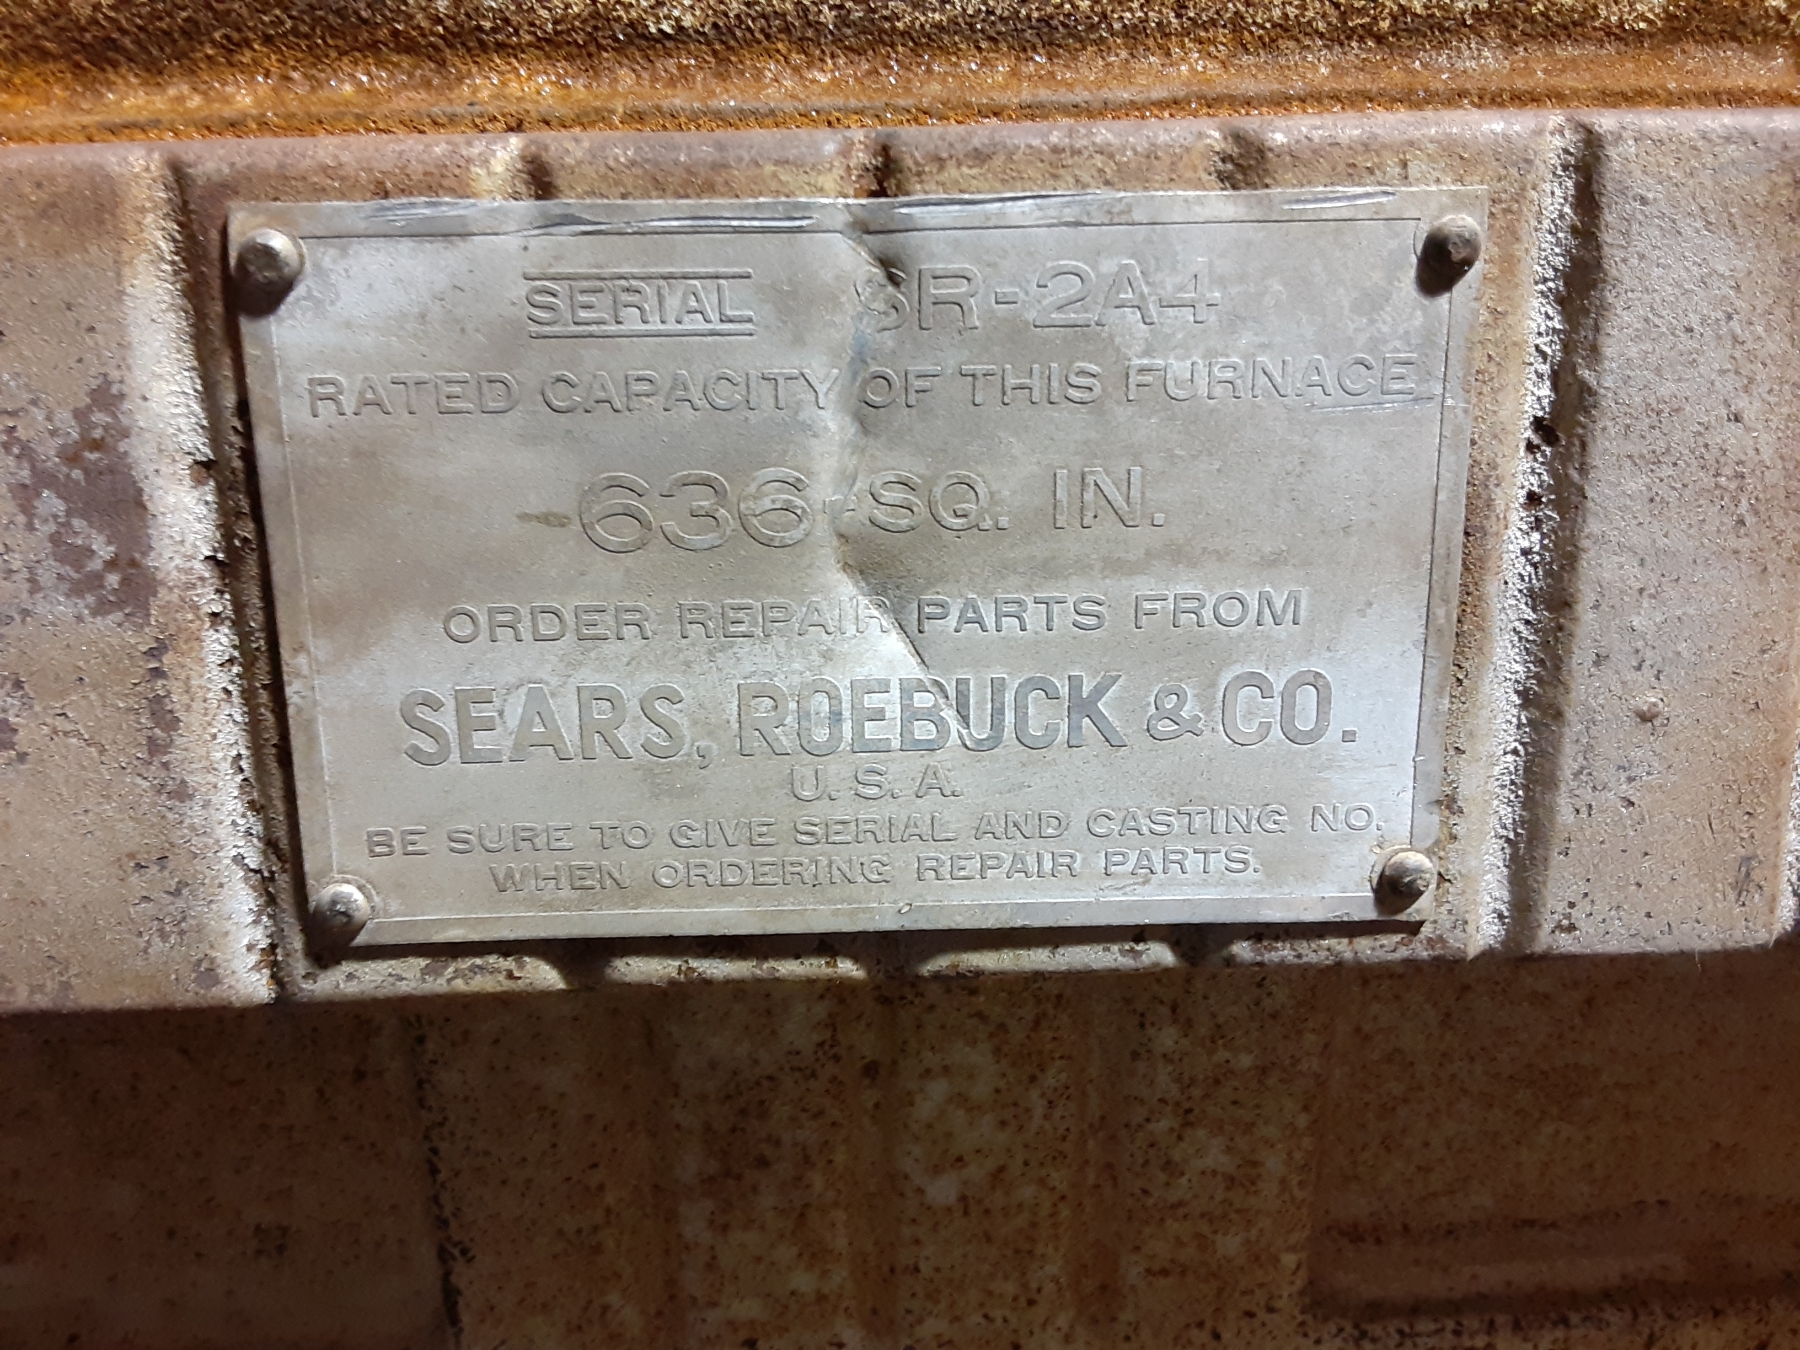 SERIAL SR-2A4
RATED CAPACITY OF THIS FURNACE
636-SQ. IN.
ORDER REPAIR PARTS FROM
SEARS, ROEBUCK & CO.
U. S. A.
BE SURE TO GIVE SERIAL AND CASTING NO.
WHEN ORDERING REPAIR PARTS.